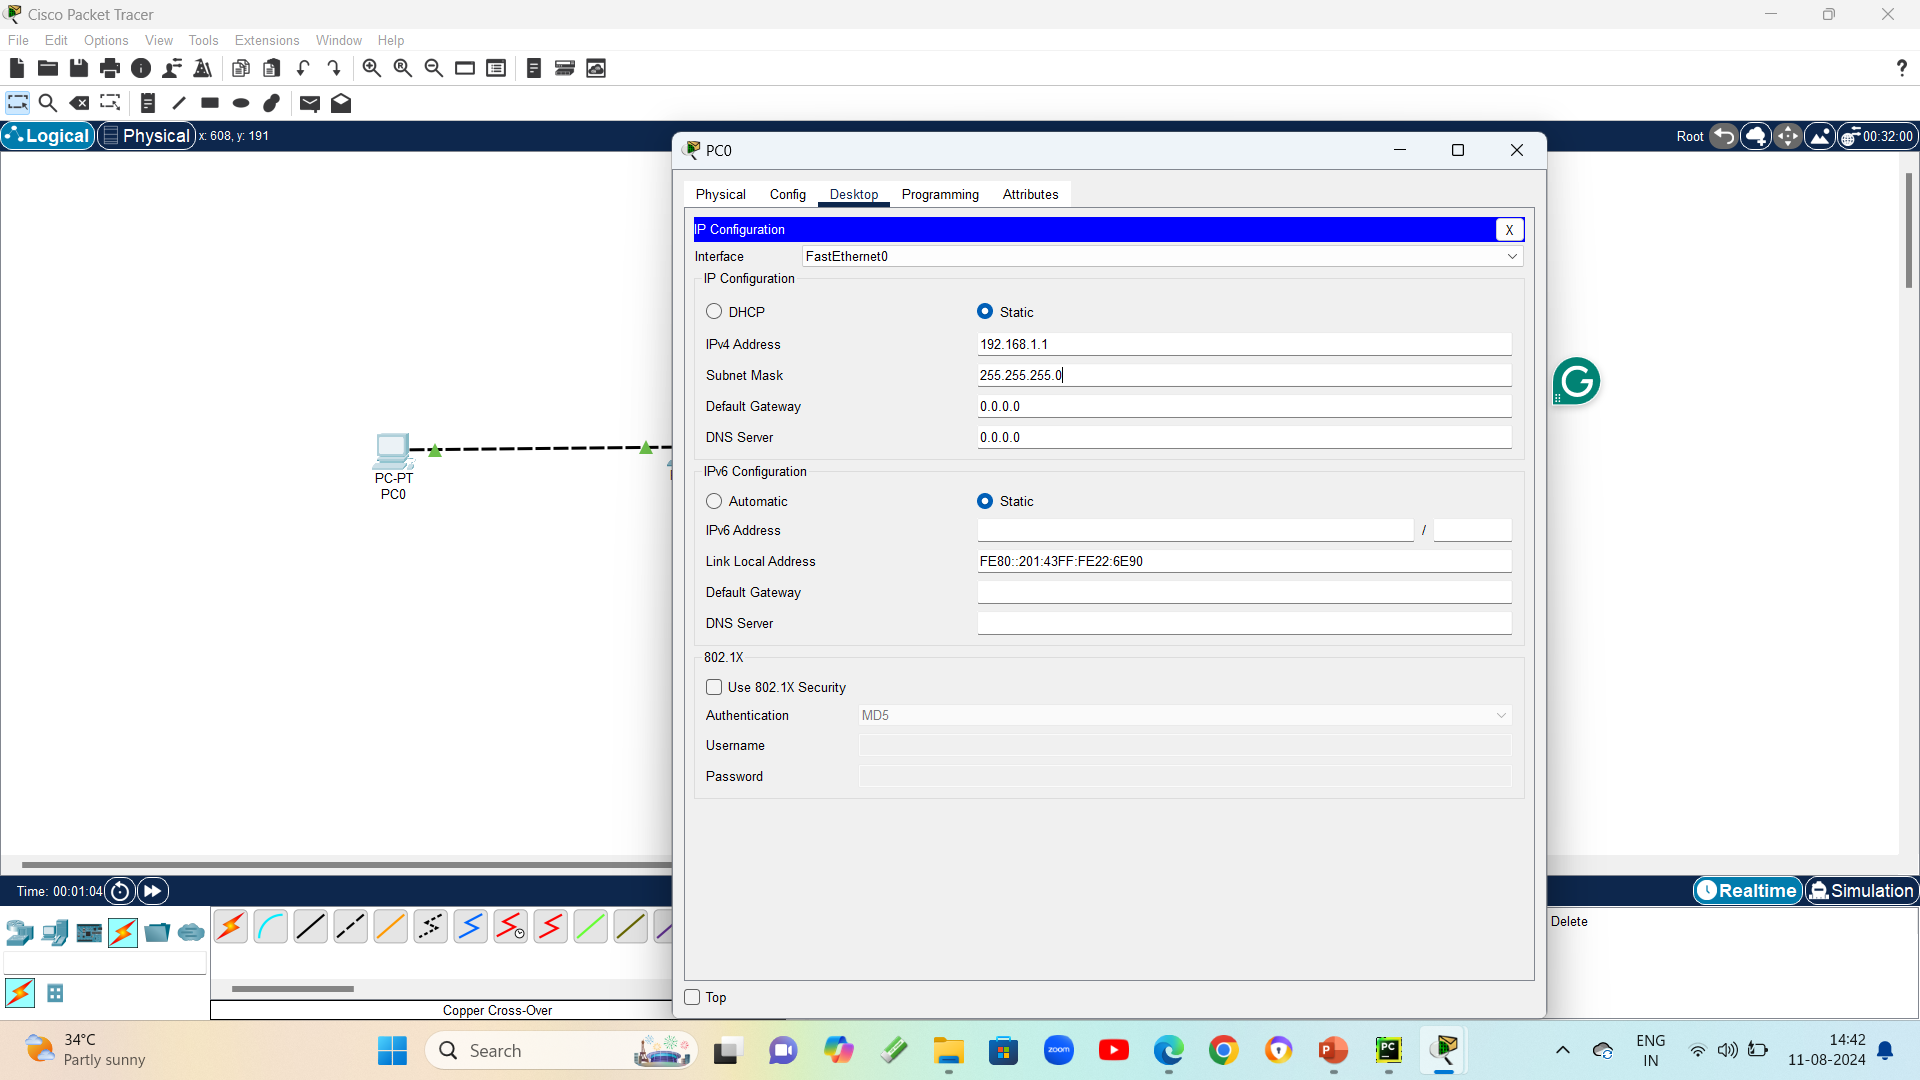 Cisco Packet Tracer
File Edit Options View Tools Extensions Window Help
?
Logical Physical x: 608, y: 191
Root 00:32:00
PC0
Physical Config Desktop Programming Attributes
IP Configuration X
Interface FastEthernet0
IP Configuration
DHCP Static
IPv4 Address 192.168.1.1
Subnet Mask 255.255.255.0
Default Gateway 0.0.0.0
DNS Server 0.0.0.0
IPv6 Configuration
Automatic Static
IPv6 Address /
Link Local Address FE80::201:43FF:FE22:6E90
Default Gateway
DNS Server
802.1X
Use 802.1X Security
Authentication MD5
Username
Password
Top
PC-PT
PC0
G
Time: 00:01:04
Realtime Simulation
Delete
Copper Cross-Over
34°C
Partly sunny
Search
zoom
P
PC
ENG
IN
14:42
11-08-2024